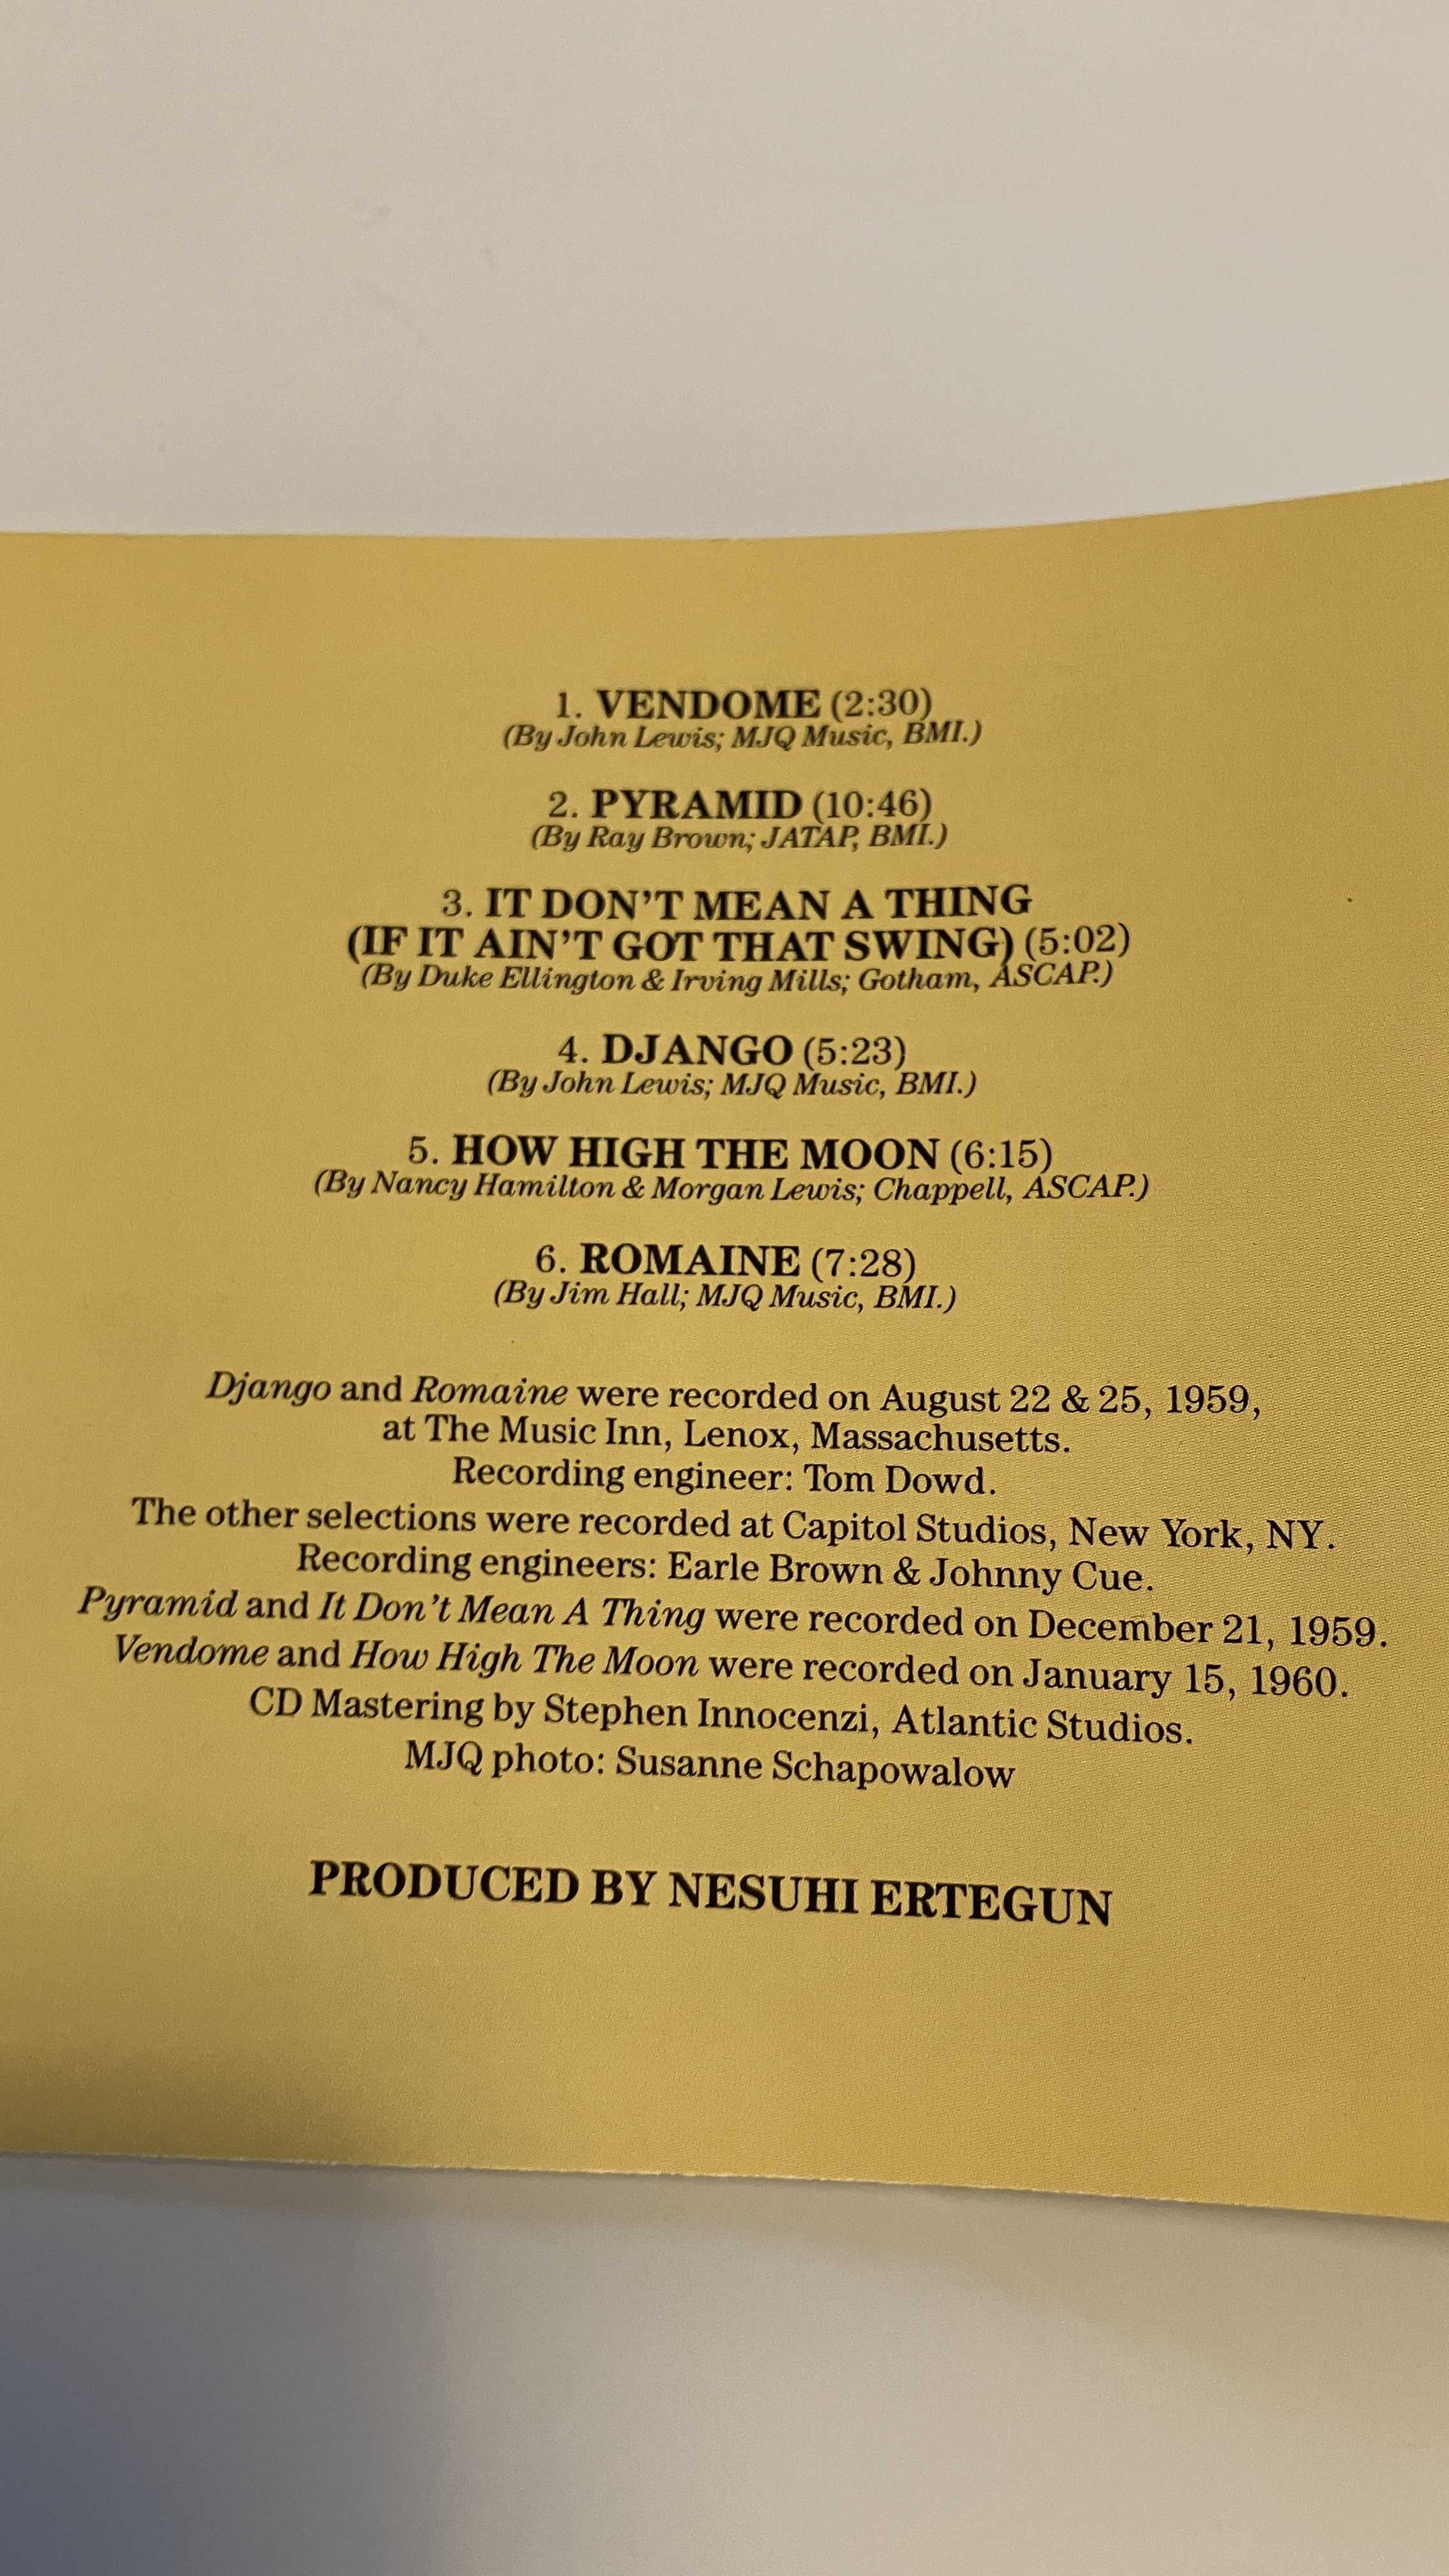 1. VENDOME (2:30)
(By John Lewis; MJQ Music, BMI.)
2. PYRAMID (10:46)
(By Ray Brown; JATAP, BMI.)
3. IT DON'T MEAN A THING
(IF IT AIN'T GOT THAT SWING) (5:02)
(By Duke Ellington & Irving Mills; Gotham, ASCAP.)
4. DJANGO (5:23)
(By John Lewis; MJQ Music, BMI.)
5. HOW HIGH THE MOON (6:15)
(By Nancy Hamilton & Morgan Lewis; Chappell, ASCAP.)
6. ROMAINE (7:28)
(By Jim Hall; MJQ Music, BMI.)
Django and Romaine were recorded on August 22 & 25, 1959,
at The Music Inn, Lenox, Massachusetts.
Recording engineer: Tom Dowd.
The other selections were recorded at Capitol Studios, New York, NY.
Recording engineers: Earle Brown & Johnny Cue.
Pyramid and It Don't Mean A Thing were recorded on December 21, 1959.
Vendome and How High The Moon were recorded on January 15, 1960.
CD Mastering by Stephen Innocenzi, Atlantic Studios.
MJQ photo: Susanne Schapowalow
PRODUCED BY NESUHI ERTEGUN